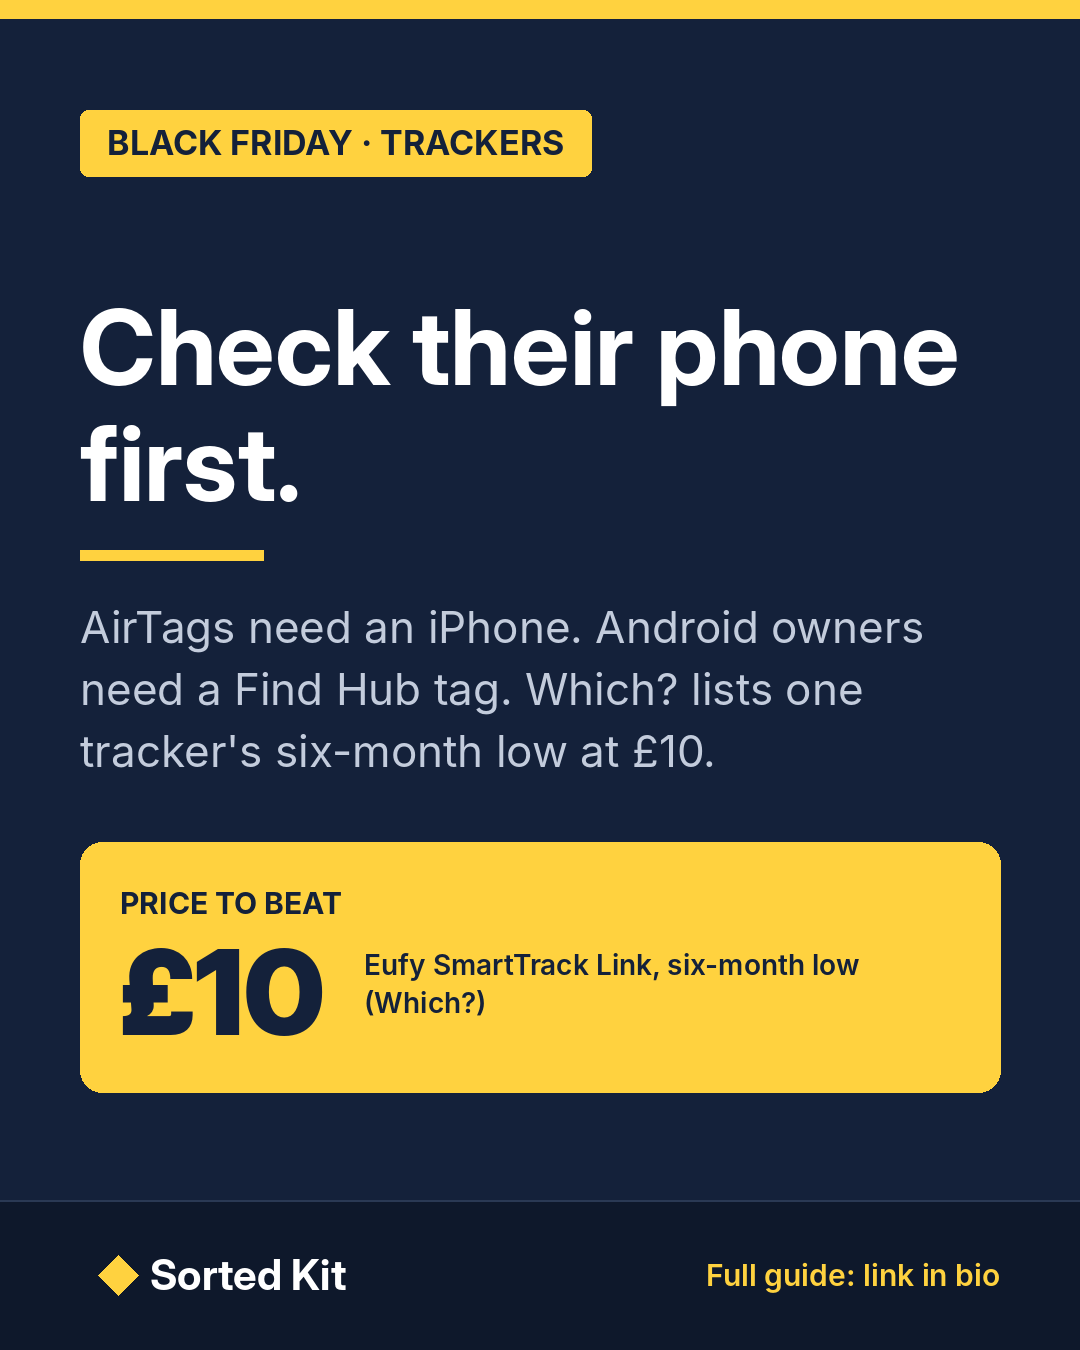 BLACK FRIDAY · TRACKERS
Check their phone
first.
AirTags need an iPhone. Android owners
need a Find Hub tag. Which? lists one
tracker's six-month low at £10.
PRICE TO BEAT
£10
Eufy SmartTrack Link, six-month low
(Which?)
Sorted Kit
Full guide: link in bio